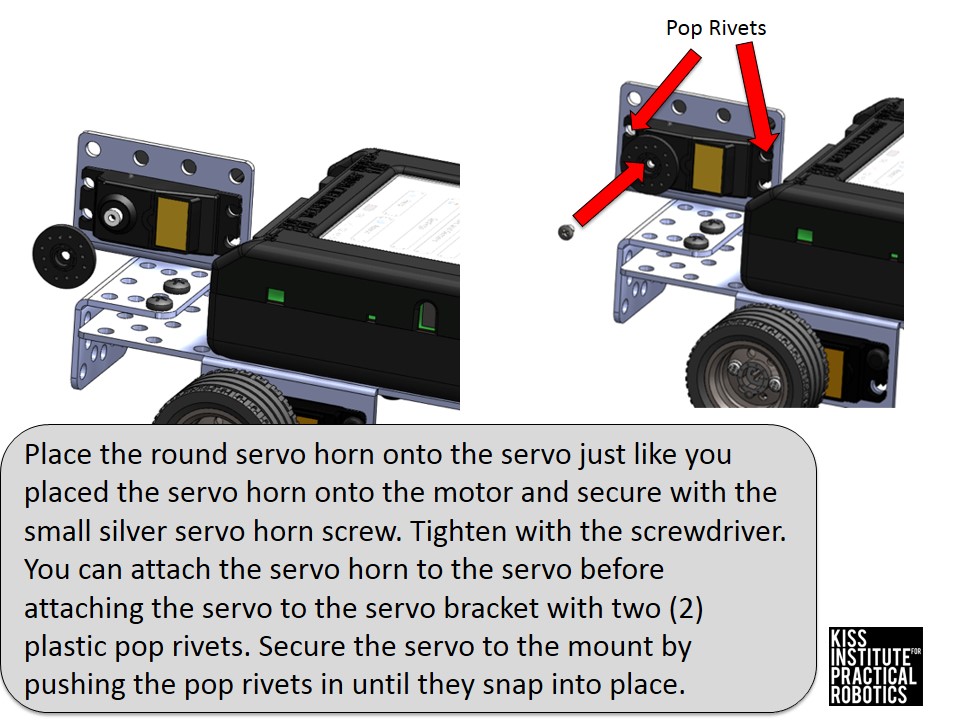 Pop Rivets
Place the round servo horn onto the servo just like you
placed the servo horn onto the motor and secure with the
small silver servo horn screw. Tighten with the screwdriver.
You can attach the servo horn to the servo before
attaching the servo to the servo bracket with two (2)
plastic pop rivets. Secure the servo to the mount by
pushing the pop rivets in until they snap into place.
KISS
INSTITUTE FOR
PRACTICAL
ROBOTICS